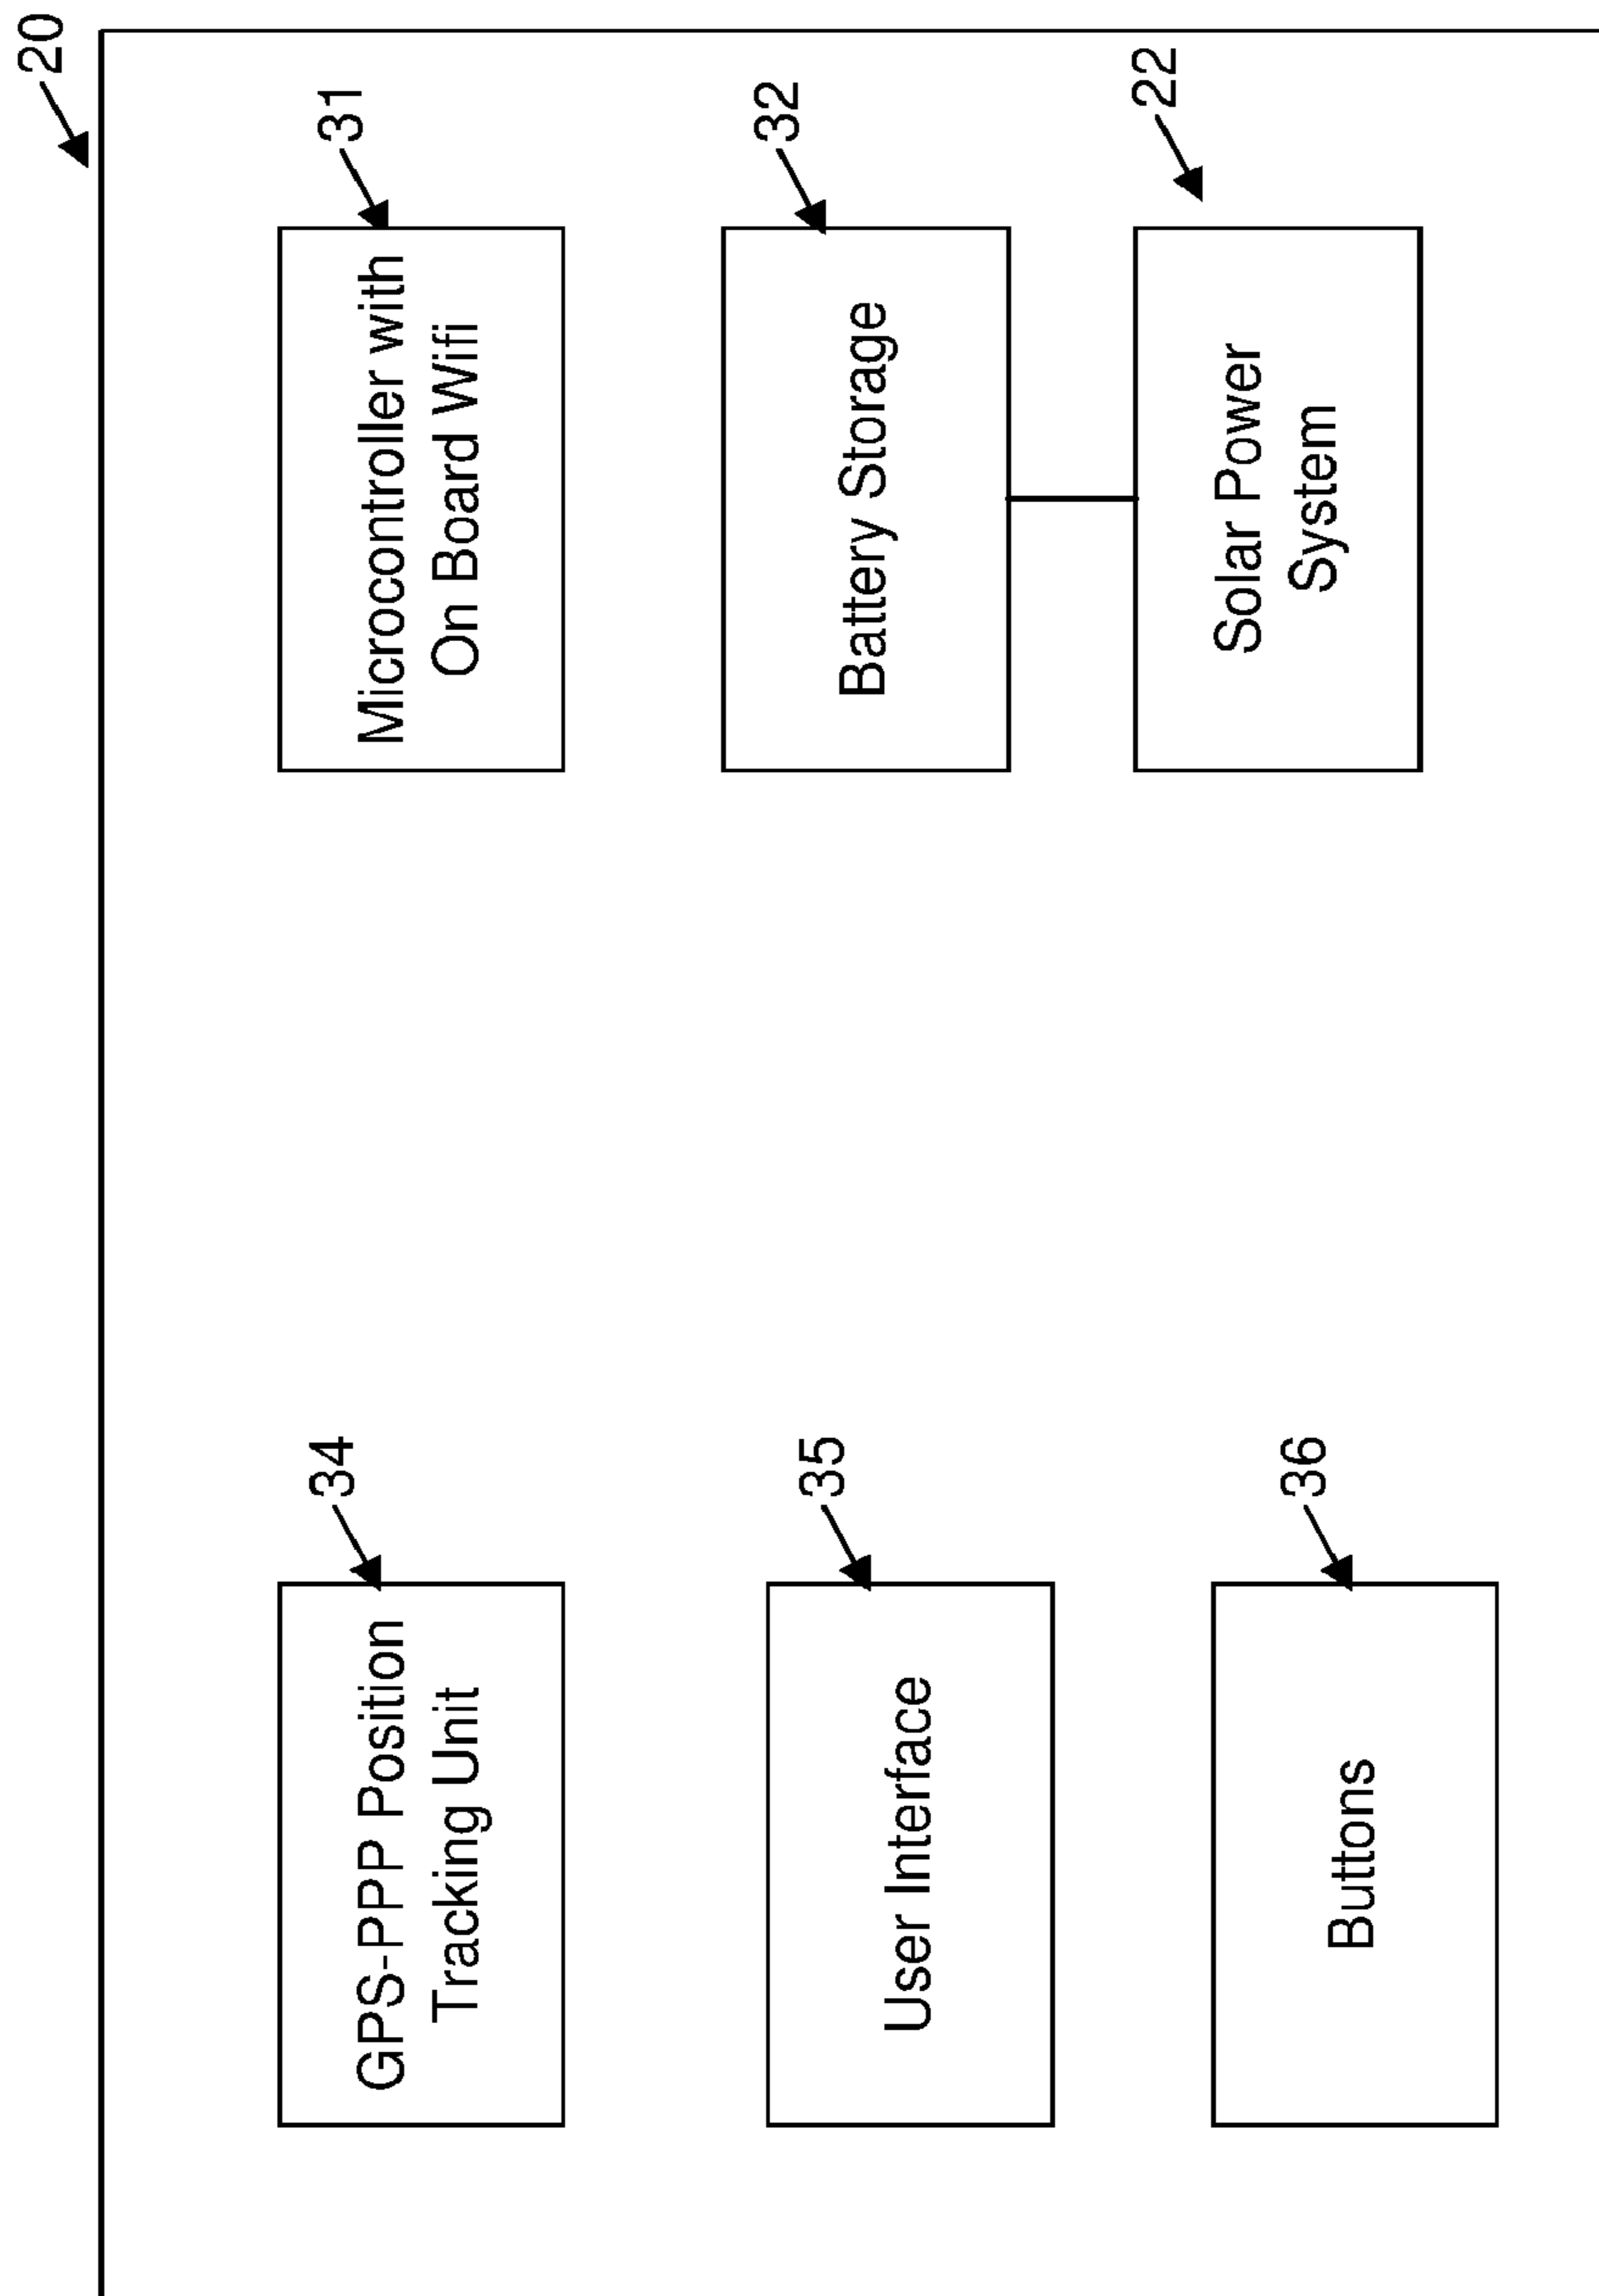 20
34
GPS-PPP Position
Tracking Unit
31
Microcontroller with
On Board Wifi
35
User Interface
32
Battery Storage
36
Buttons
22
Solar Power
System